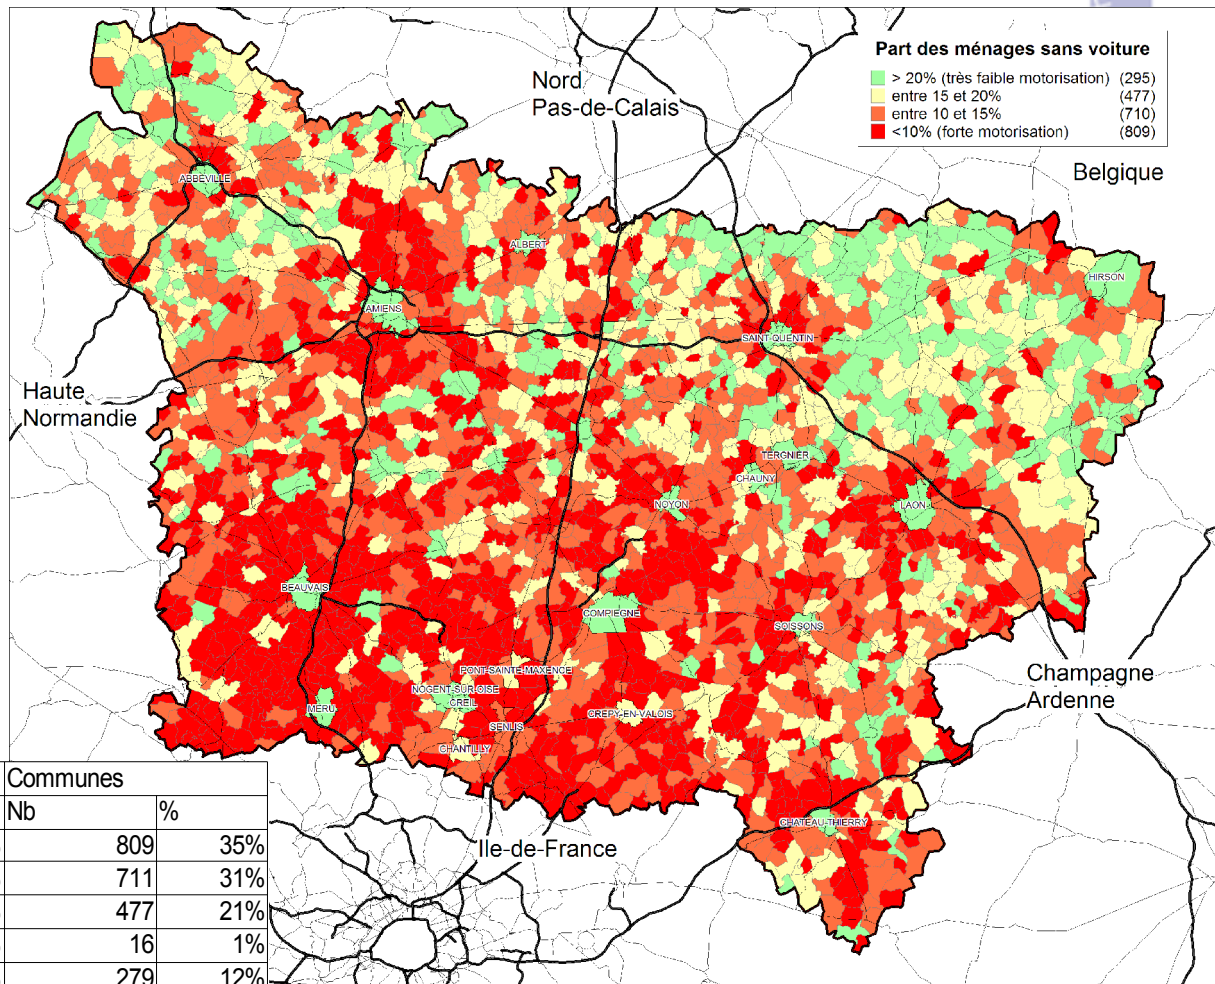 Part des ménages sans voiture
> 20% (très faible motorisation) (295)
entre 15 et 20% (477)
entre 10 et 15% (710)
<10% (forte motorisation) (809)
Nord
Pas-de-Calais
Belgique
ABBEVILLE
ALBERT
HIRSON
AMIENS
SAINT-QUENTIN
Haute
Normandie
TERGNIER
CHAUNY
NOYON
LAON
BEAUVAIS
COMPIEGNE
SOISSONS
PONT-SAINTE-MAXENCE
Champagne
Ardenne
NOGENT-SUR-OISE
CREIL
MERU
CREPY-EN-VALOIS
SENLIS
CHANTILLY
CHATEAU-THIERRY
Ile-de-France
Communes
Nb %
809 35%
711 31%
477 21%
16 1%
279 12%